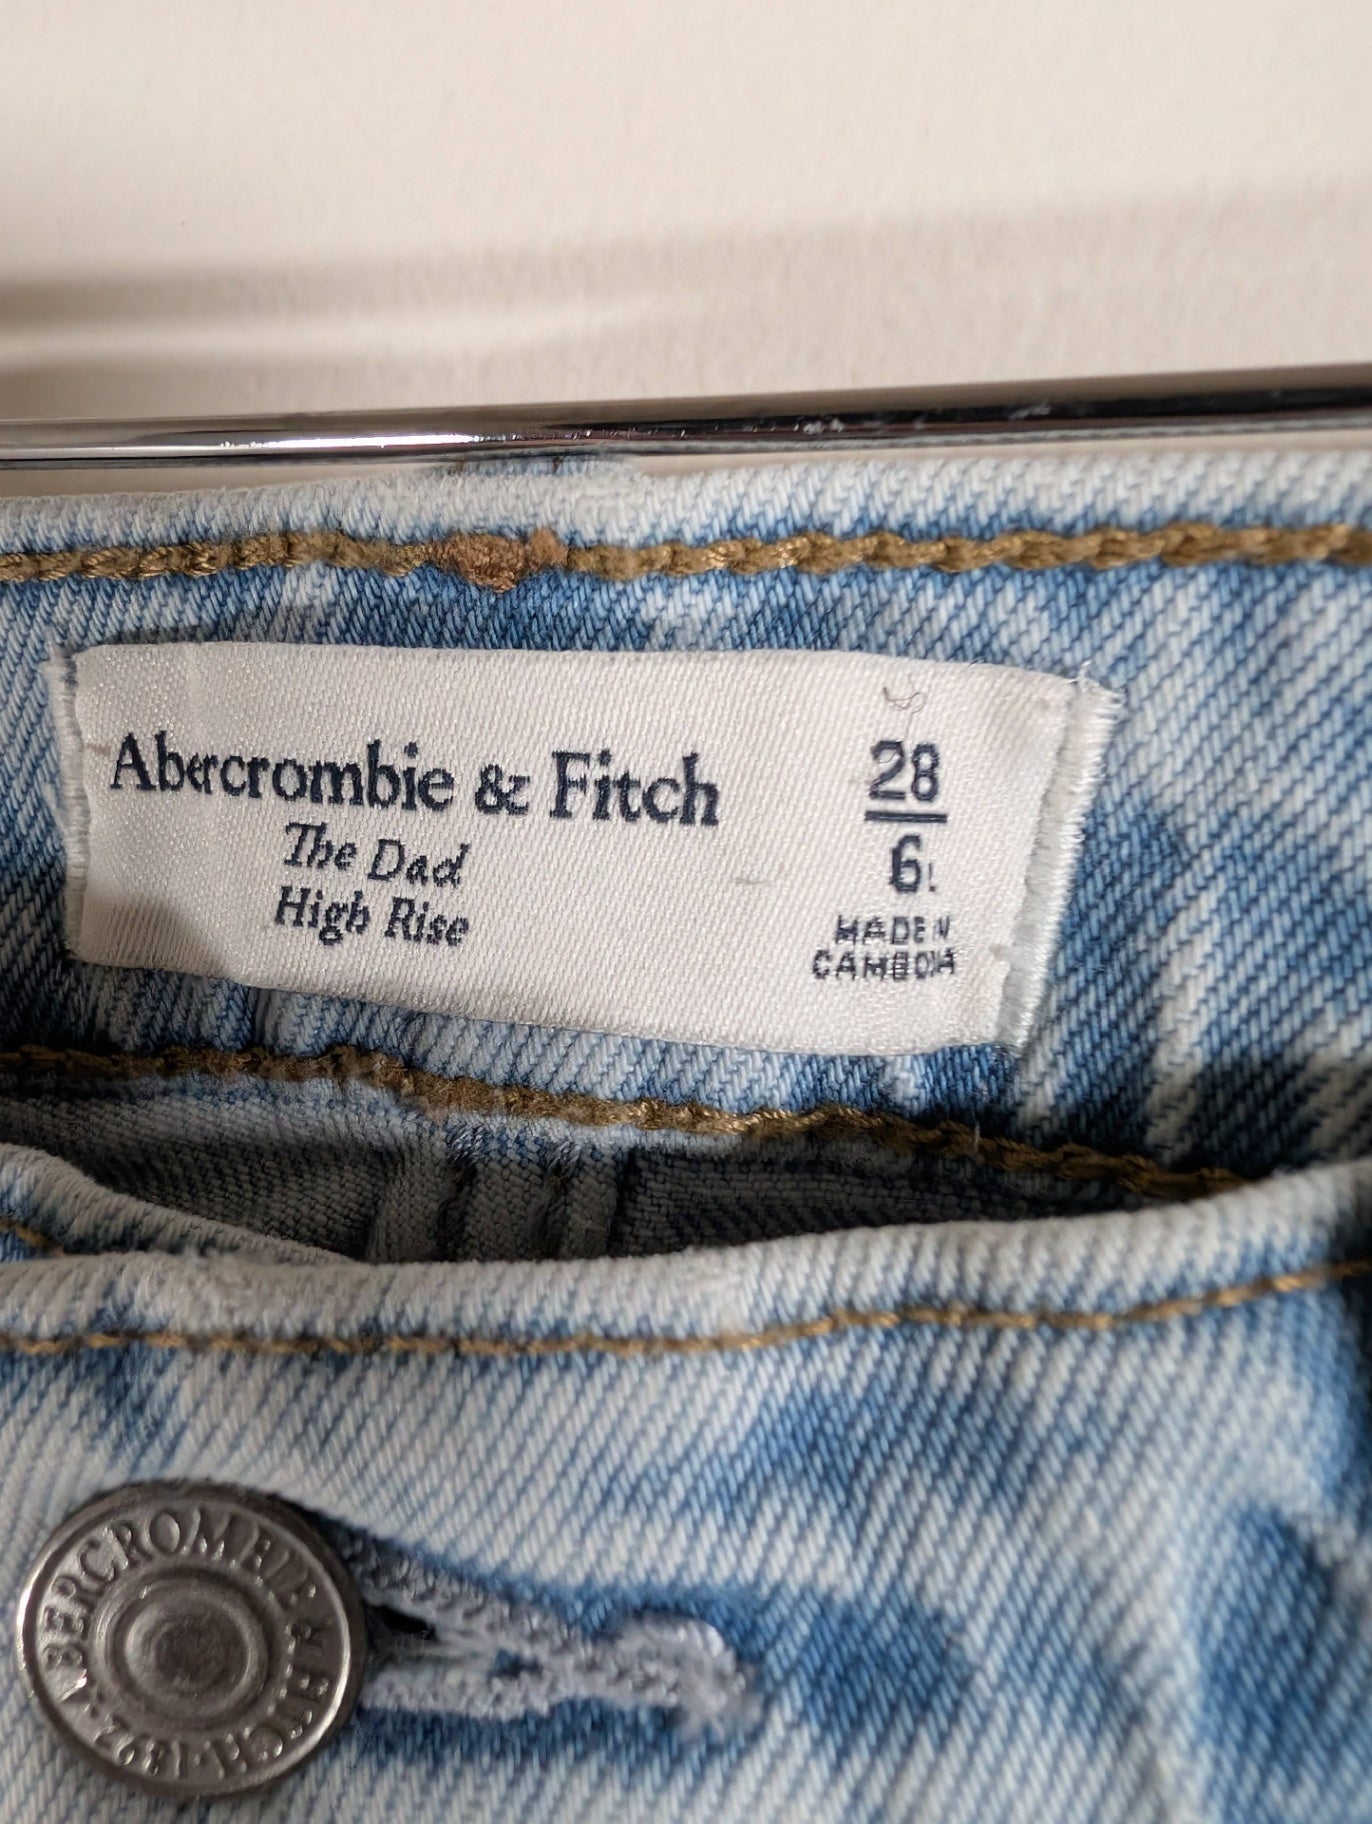 Abercrombie & Fitch
The Dad
High Rise
28
6L
MADE IN
CAMBODIA
ABERCROMBIE & FITCH · 1892 ·